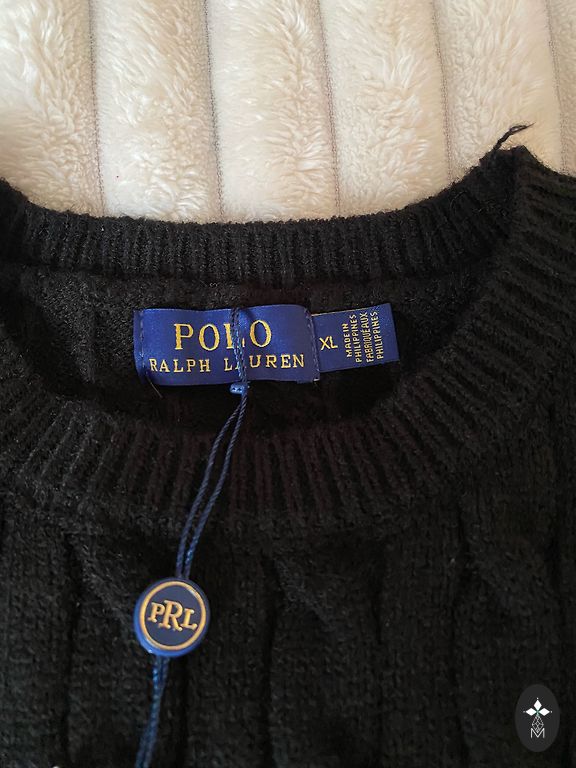 POLO
RALPH LAUREN
XL
MADE IN
PHILIPPINES
FABRIQUÉ AUX
PHILIPPINES
PRL
M